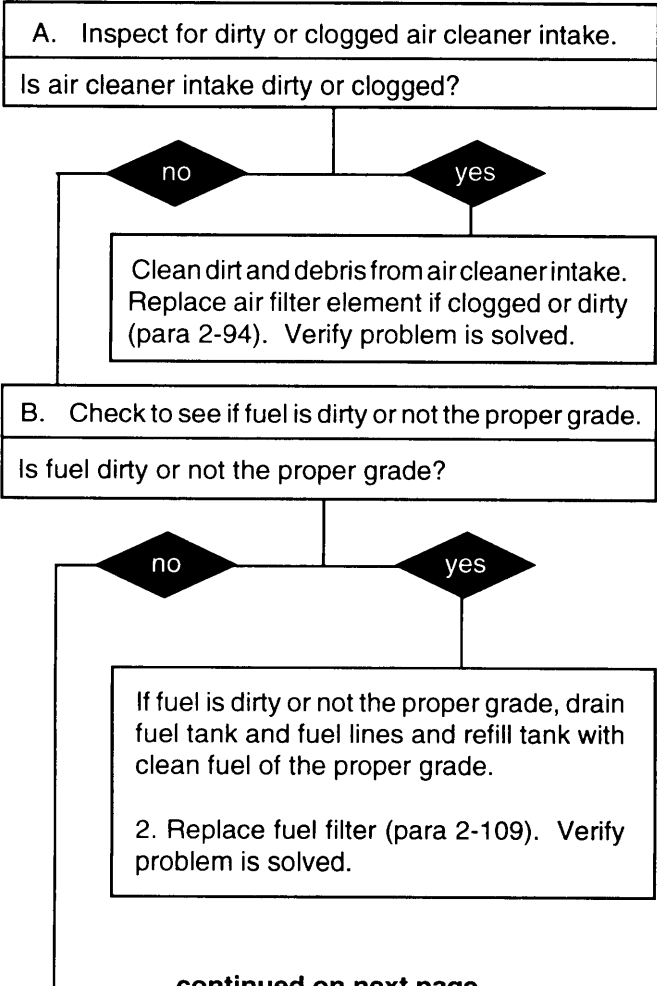 A. Inspect for dirty or clogged air cleaner intake.
Is air cleaner intake dirty or clogged?
no
yes
Clean dirt and debris from air cleaner intake.
Replace air filter element if clogged or dirty
(para 2-94). Verify problem is solved.
B. Check to see if fuel is dirty or not the proper grade.
Is fuel dirty or not the proper grade?
no
yes
If fuel is dirty or not the proper grade, drain
fuel tank and fuel lines and refill tank with
clean fuel of the proper grade.
2. Replace fuel filter (para 2-109). Verify
problem is solved.
continued on next page